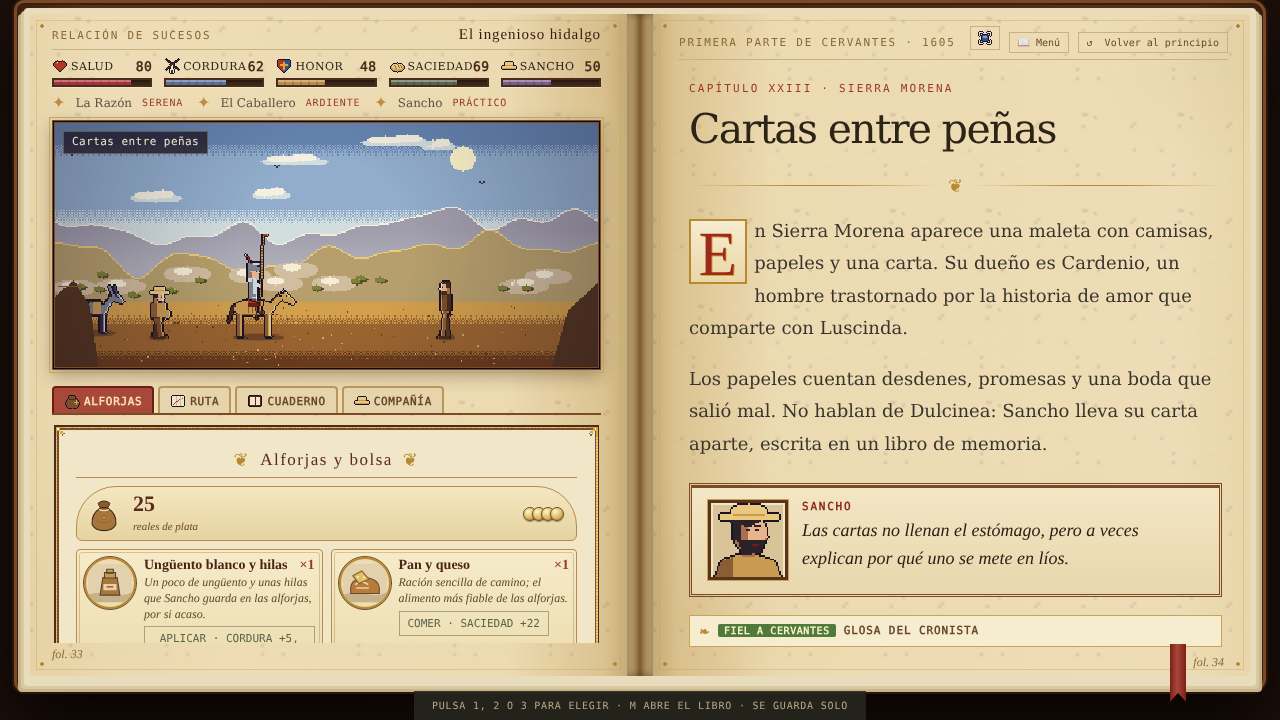 RELACIÓN DE SUCESOS
El ingenioso hidalgo
SALUD 80
CORDURA 62
HONOR 48
SACIEDAD 69
SANCHO 50
La Razón SERENA
El Caballero ARDIENTE
Sancho PRÁCTICO
Cartas entre peñas
ALFORJAS
RUTA
CUADERNO
COMPAÑÍA
Alforjas y bolsa
25
reales de plata
Ungüento blanco y hilas ×1
Un poco de ungüento y unas hilas
que Sancho guarda en las alforjas,
por si acaso.
APLICAR · CORDURA +5,
Pan y queso ×1
Ración sencilla de camino; el
alimento más fiable de las alforjas.
COMER · SACIEDAD +22
fol. 33
PRIMERA PARTE DE CERVANTES · 1605
Menú
↺ Volver al principio
CAPÍTULO XXIII · SIERRA MORENA
Cartas entre peñas
En Sierra Morena aparece una maleta con camisas,
papeles y una carta. Su dueño es Cardenio, un
hombre trastornado por la historia de amor que
comparte con Luscinda.
Los papeles cuentan desdenes, promesas y una boda que
salió mal. No hablan de Dulcinea: Sancho lleva su carta
aparte, escrita en un libro de memoria.
SANCHO
Las cartas no llenan el estómago, pero a veces
explican por qué uno se mete en líos.
FIEL A CERVANTES GLOSA DEL CRONISTA
fol. 34
PULSA 1, 2 O 3 PARA ELEGIR · M ABRE EL LIBRO · SE GUARDA SOLO